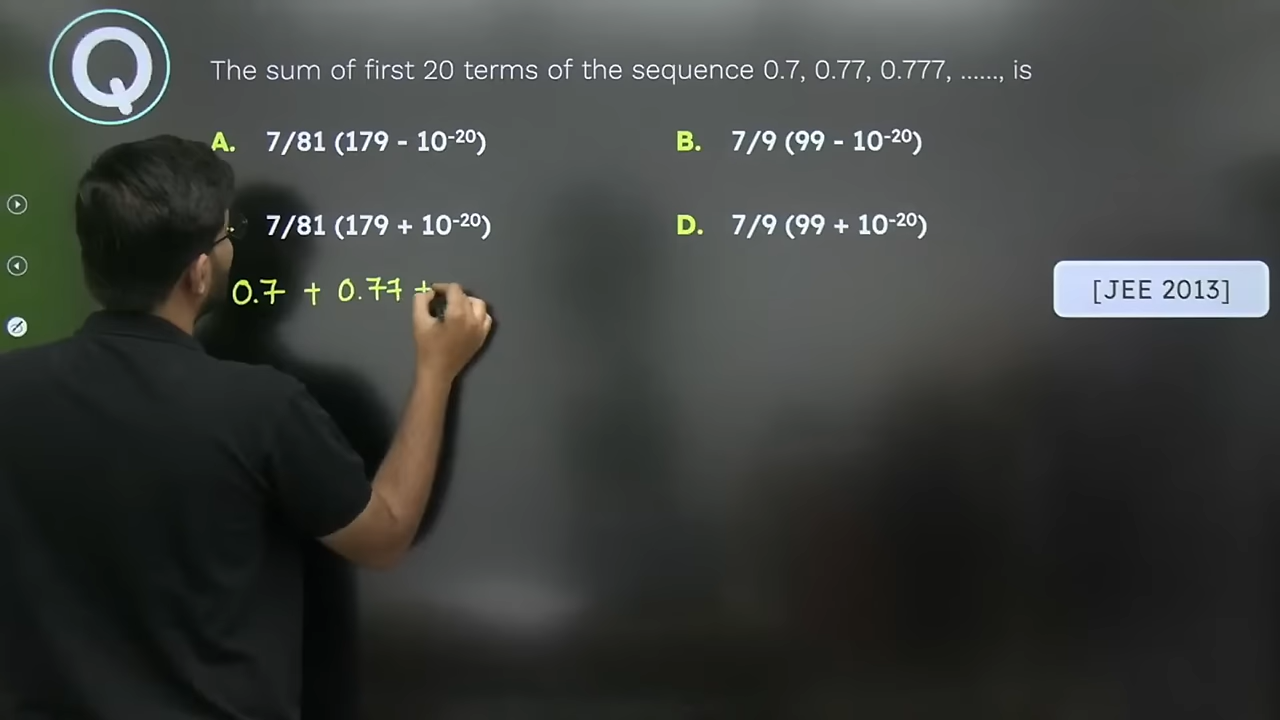 Q
The sum of first 20 terms of the sequence 0.7, 0.77, 0.777, ......, is
A. 7/81 (179 - 10⁻²⁰)
B. 7/9 (99 - 10⁻²⁰)
7/81 (179 + 10⁻²⁰)
D. 7/9 (99 + 10⁻²⁰)
0.7 + 0.77 +
[JEE 2013]